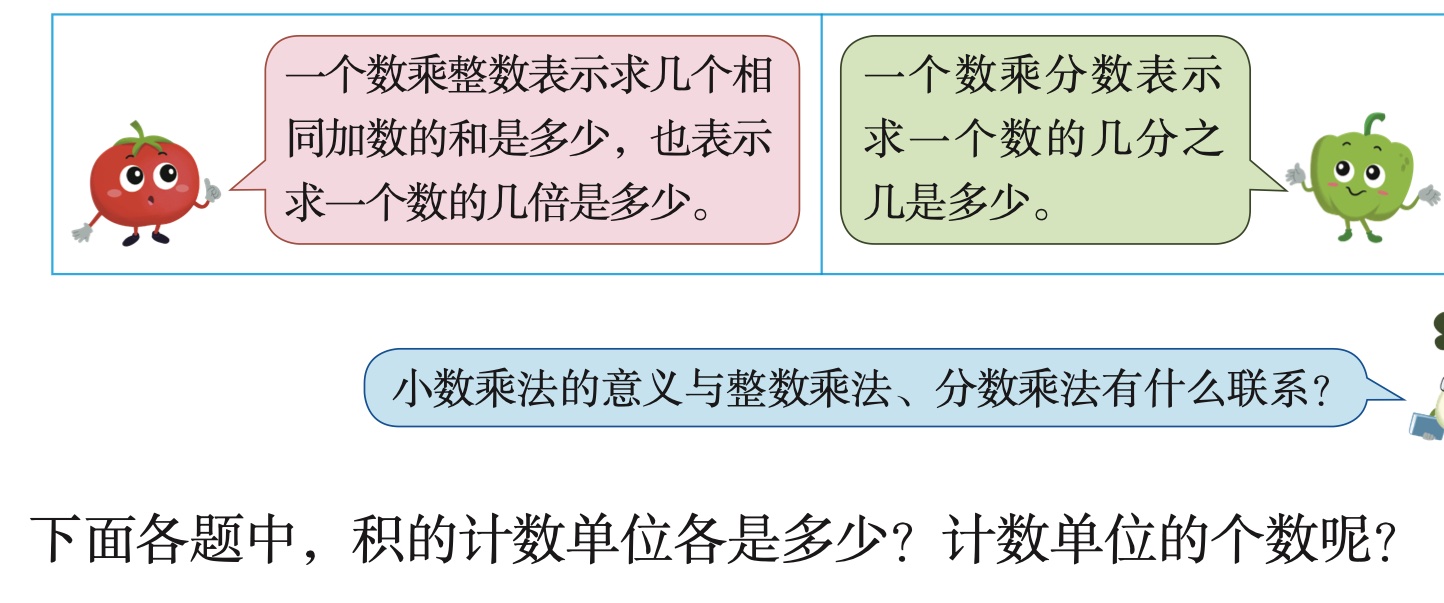 一个数乘整数表示求几个相
同加数的和是多少，也表示
求一个数的几倍是多少。
一个数乘分数表示
求一个数的几分之
几是多少。
小数乘法的意义与整数乘法、分数乘法有什么联系？
下面各题中，积的计数单位各是多少？计数单位的个数呢？